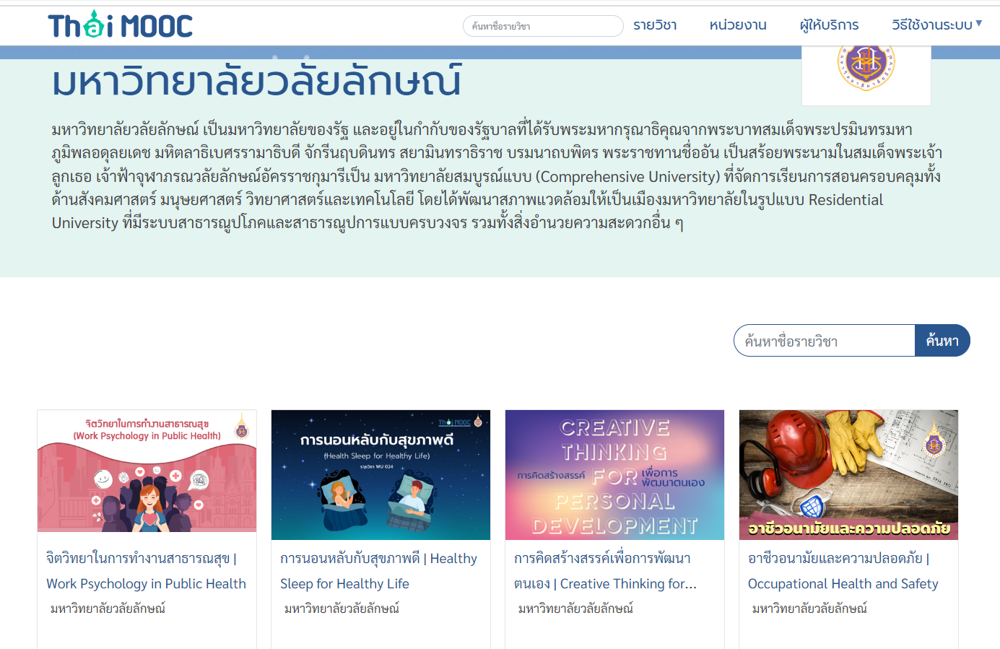 Thai MOOC
ค้นหาชื่อรายวิชา
รายวิชา
หน่วยงาน
ผู้ให้บริการ
วิธีใช้งานระบบ
มหาวิทยาลัยวลัยลักษณ์
มหาวิทยาลัยวลัยลักษณ์ เป็นมหาวิทยาลัยของรัฐ และอยู่ในกำกับของรัฐบาลที่ได้รับพระมหากรุณาธิคุณจากพระบาทสมเด็จพระปรมินทรมหา
ภูมิพลอดุลยเดช มหิตลาธิเบศรรามาธิบดี จักรีนฤบดินทร สยามินทราธิราช บรมนาถบพิตร พระราชทานชื่ออัน เป็นสร้อยพระนามในสมเด็จพระเจ้า
ลูกเธอ เจ้าฟ้าจุฬาภรณวลัยลักษณ์อัครราชกุมารีเป็น มหาวิทยาลัยสมบูรณ์แบบ (Comprehensive University) ที่จัดการเรียนการสอนครอบคลุมทั้ง
ด้านสังคมศาสตร์ มนุษยศาสตร์ วิทยาศาสตร์และเทคโนโลยี โดยได้พัฒนาสภาพแวดล้อมให้เป็นเมืองมหาวิทยาลัยในรูปแบบ Residential
University ที่มีระบบสาธารณูปโภคและสาธารณูปการแบบครบวงจร รวมทั้งสิ่งอำนวยความสะดวกอื่น ๆ
ค้นหาชื่อรายวิชา
ค้นหา
จิตวิทยาในการทำงานสาธารณสุข
(Work Psychology in Public Health)
จิตวิทยาในการทำงานสาธารณสุข |
Work Psychology in Public Health
มหาวิทยาลัยวลัยลักษณ์
Thai MOOC
การนอนหลับกับสุขภาพดี
(Health Sleep for Healthy Life)
รายวิชา WU 024
การนอนหลับกับสุขภาพดี | Healthy
Sleep for Healthy Life
มหาวิทยาลัยวลัยลักษณ์
CREATIVE
THINKING
การคิดสร้างสรรค์ FOR เพื่อการ
พัฒนาตนเอง
PERSONAL
DEVELOPMENT
การคิดสร้างสรรค์เพื่อการพัฒนา
ตนเอง | Creative Thinking for...
มหาวิทยาลัยวลัยลักษณ์
อาชีวอนามัยและความปลอดภัย
อาชีวอนามัยและความปลอดภัย |
Occupational Health and Safety
มหาวิทยาลัยวลัยลักษณ์